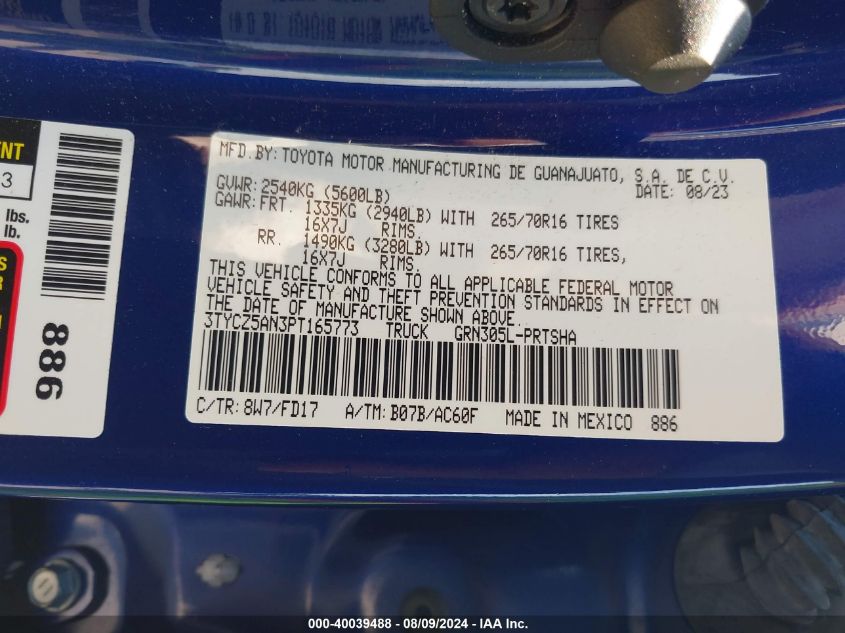 MFD.BY: TOYOTA MOTOR MANUFACTURING DE GUANAJUATO, S.A. DE C.V.
GVWR: 2540KG (5600LB) DATE: 08/23
GAWR: FRT. 1335KG (2940LB) WITH 265/70R16 TIRES
16X7J RIMS.
RR. 1490KG (3280LB) WITH 265/70R16 TIRES,
16X7J RIMS.
THIS VEHICLE CONFORMS TO ALL APPLICABLE FEDERAL MOTOR
VEHICLE SAFETY AND THEFT PREVENTION STANDARDS IN EFFECT ON
THE DATE OF MANUFACTURE SHOWN ABOVE.
3TYCZ5AN3PT165773 TRUCK GRN305L-PRTSHA
C/TR: 8W7/FD17 A/TM: B07B/AC60F MADE IN MEXICO 886
3
lbs.
lb.
886
000-40039488 - 08/09/2024 - IAA Inc.